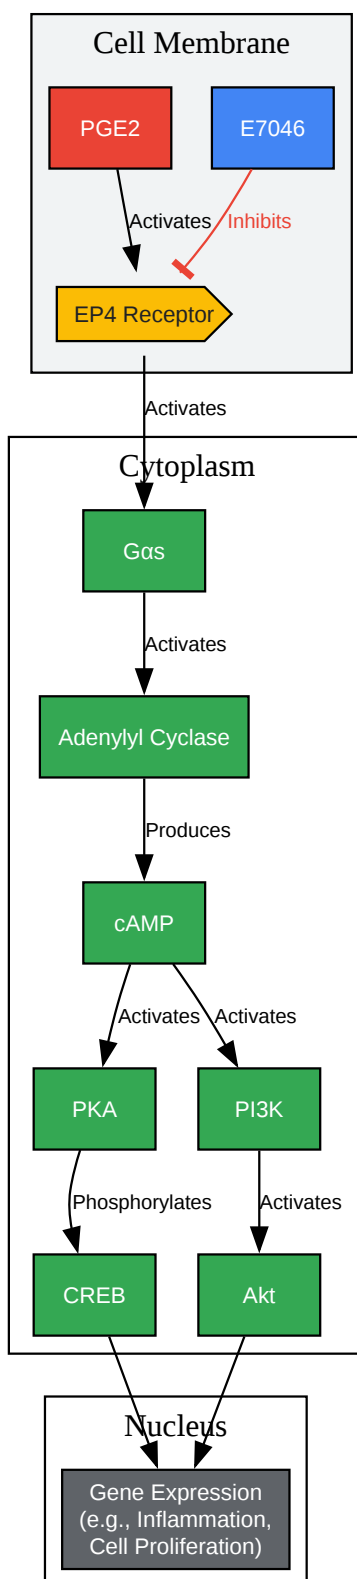 Cell Membrane
PGE2
E7046
Activates
Inhibits
EP4 Receptor
Activates
Cytoplasm
Gαs
Activates
Adenylyl Cyclase
Produces
cAMP
Activates
Activates
PKA
PI3K
Phosphorylates
Activates
CREB
Akt
Nucleus
Gene Expression
(e.g., Inflammation,
Cell Proliferation)